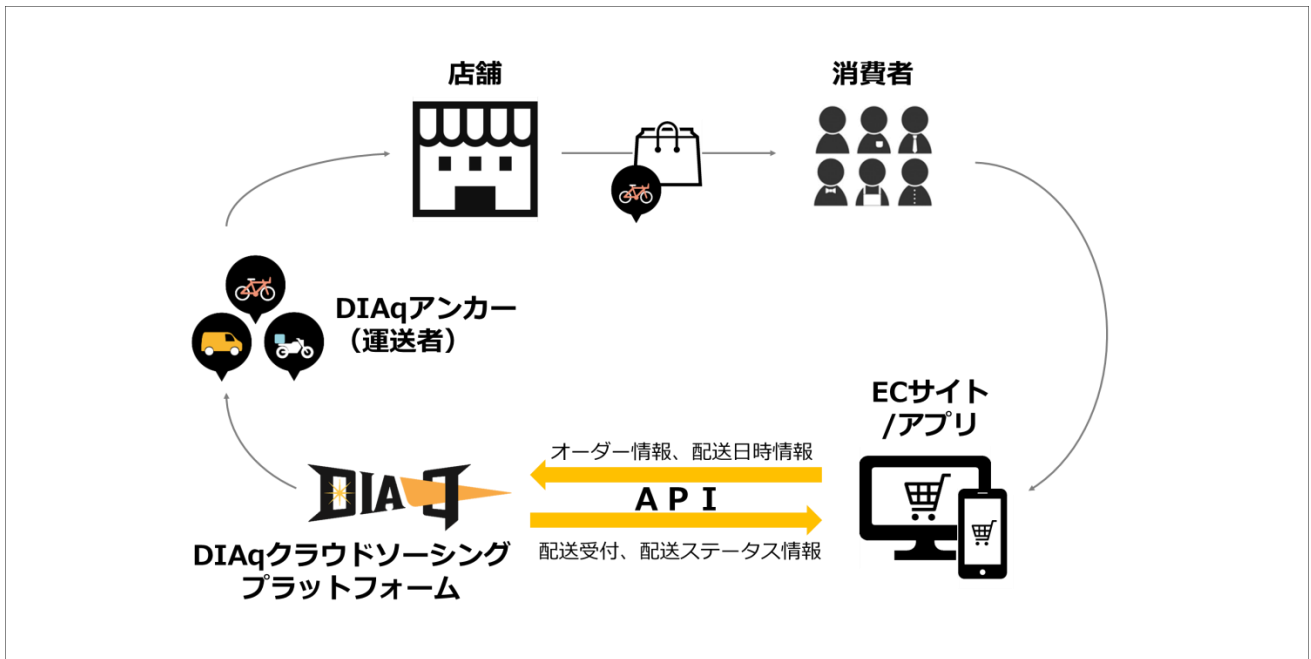 店舗
消費者
DIAqアンカー
（運送者）
ECサイト
/アプリ
オーダー情報、配送日時情報
API
配送受付、配送ステータス情報
DIAQ
DIAqクラウドソーシング
プラットフォーム